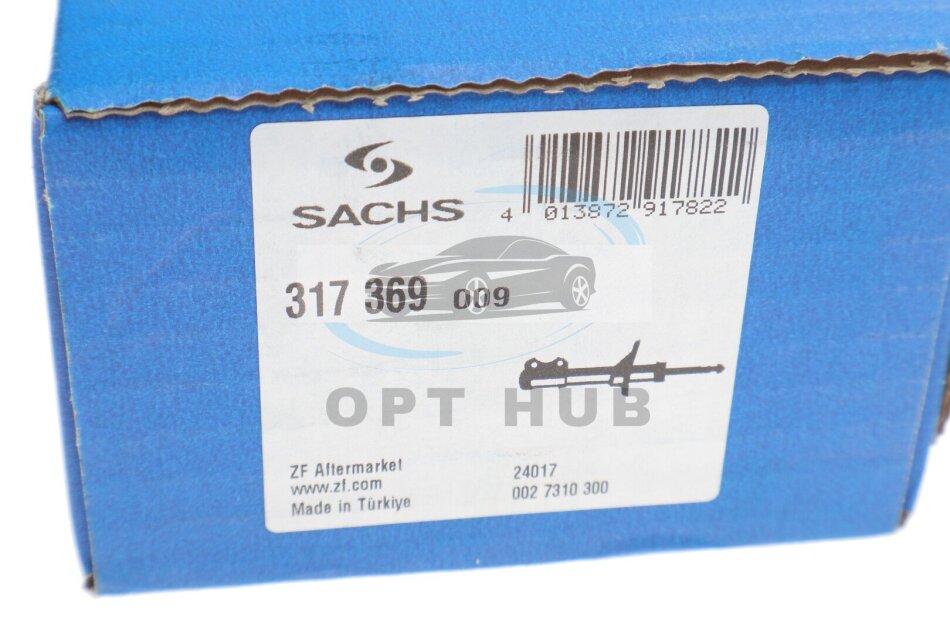 SACHS
4 013872 917822
317 369 009
OPT HUB
ZF Aftermarket
www.zf.com
Made in Türkiye
24017
002 7310 300